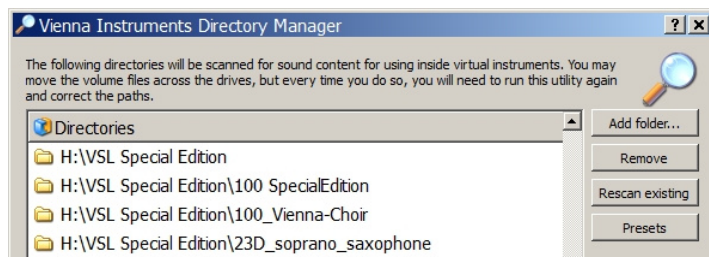 Vienna Instruments Directory Manager
The following directories will be scanned for sound content for using inside virtual instruments. You may
move the volume files across the drives, but every time you do so, you will need to run this utility again
and correct the paths.
Directories
Add folder...
H:\VSL Special Edition
Remove
H:\VSL Special Edition\100 SpecialEdition
Rescan existing
H:\VSL Special Edition\100_Vienna-Choir
Presets
H:\VSL Special Edition\23D_soprano_saxophone